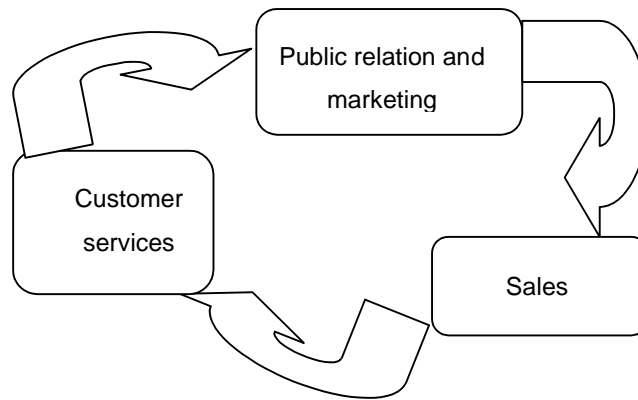 Public relation and
marketing
Customer
services
Sales